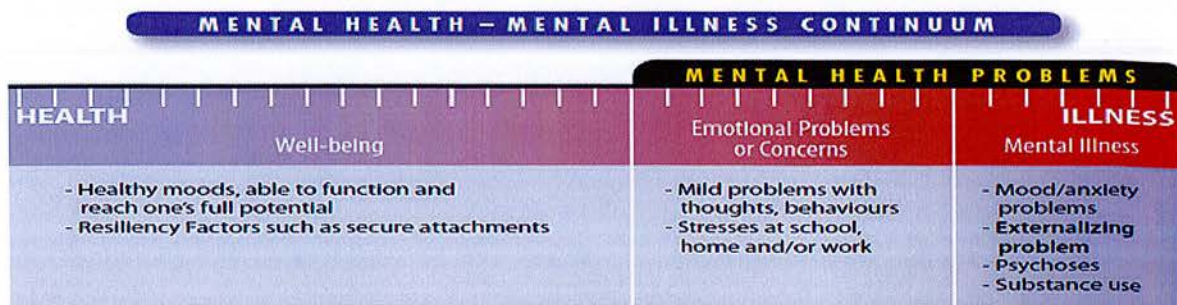 MENTAL HEALTH – MENTAL ILLNESS CONTINUUM
MENTAL HEALTH PROBLEMS
HEALTH
ILLNESS
Well-being
Emotional Problems
or Concerns
Mental Illness
- Healthy moods, able to function and
reach one's full potential
- Resiliency Factors such as secure attachments
- Mild problems with
thoughts, behaviours
- Stresses at school,
home and/or work
- Mood/anxiety
problems
- Externalizing
problem
- Psychoses
- Substance use